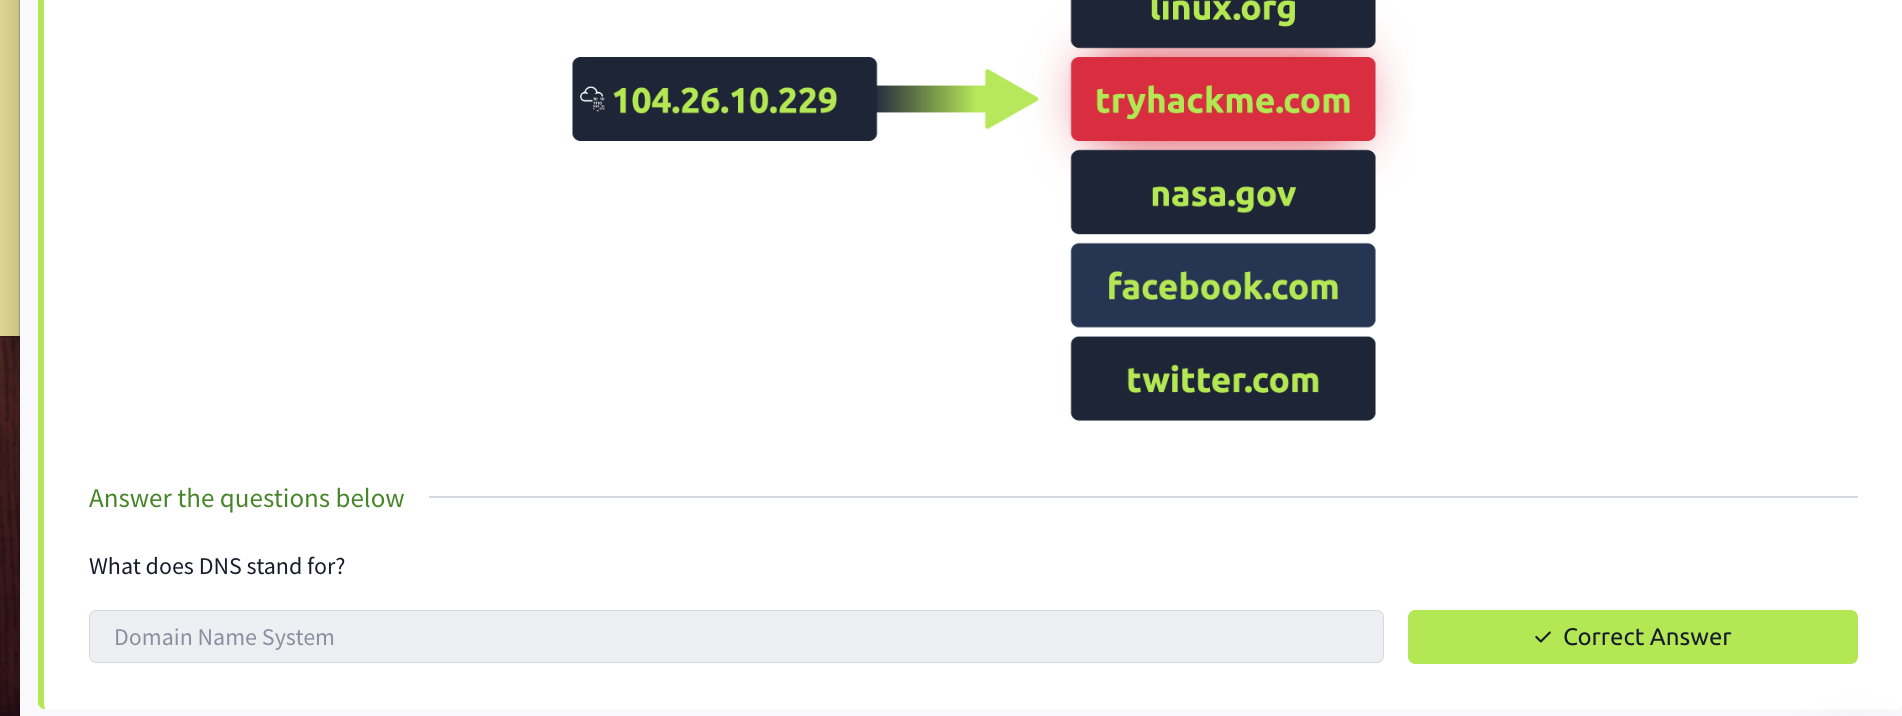 linux.org
104.26.10.229
tryhackme.com
nasa.gov
facebook.com
twitter.com
Answer the questions below
What does DNS stand for?
Domain Name System
✓ Correct Answer